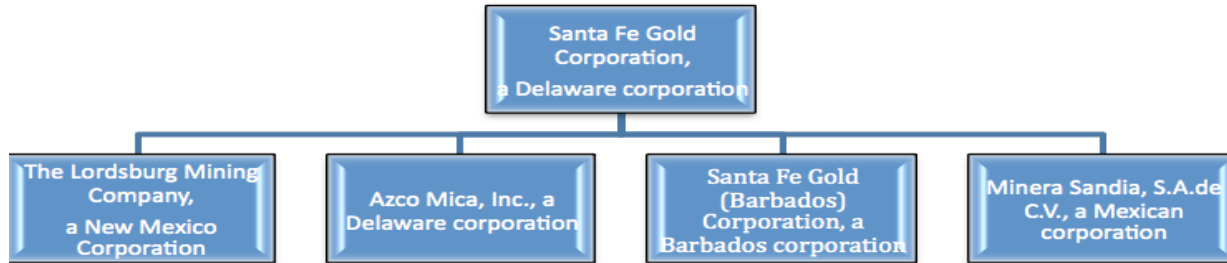 Santa Fe Gold
Corporation,
a Delaware corporation
The Lordsburg Mining
Company,
a New Mexico
Corporation
Azco Mica, Inc., a
Delaware corporation
Santa Fe Gold
(Barbados)
Corporation, a
Barbados corporation
Minera Sandia, S.A.de
C.V., a Mexican
corporation